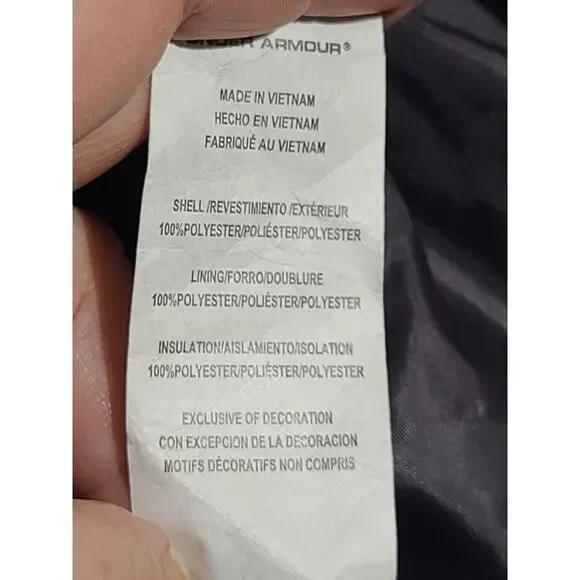 UNDER ARMOUR®
MADE IN VIETNAM
HECHO EN VIETNAM
FABRIQUÉ AU VIETNAM
SHELL /REVESTIMIENTO /EXTÉRIEUR
100%POLYESTER/POLIÉSTER/POLYESTER
LINING/FORRO/DOUBLURE
100%POLYESTER/POLIÉSTER/POLYESTER
INSULATION/AISLAMIENTO/ISOLATION
100%POLYESTER/POLIÉSTER/POLYESTER
EXCLUSIVE OF DECORATION
CON EXCEPCION DE LA DECORACION
MOTIFS DÉCORATIFS NON COMPRIS